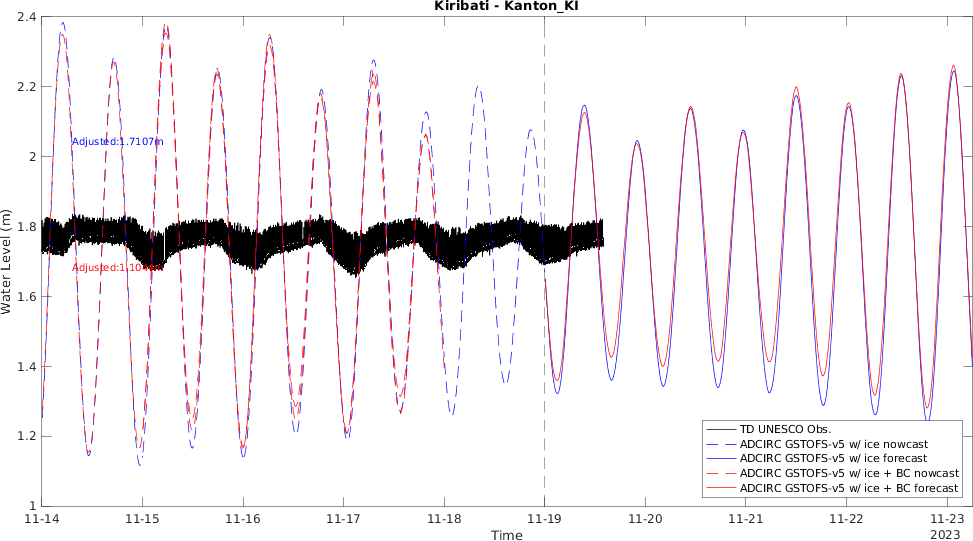 Kiribati - Kanton_KI
2.4
2.2
2
1.8
1.6
1.4
1.2
1
Water Level (m)
Adjusted:1.7107m
11-14
11-15
11-16
11-17
11-18
11-19
11-20
11-21
11-22
11-23
2023
Time
TD UNESCO Obs.
ADCIRC GSTOFS-v5 w/ ice nowcast
ADCIRC GSTOFS-v5 w/ ice forecast
ADCIRC GSTOFS-v5 w/ ice + BC nowcast
ADCIRC GSTOFS-v5 w/ ice + BC forecast